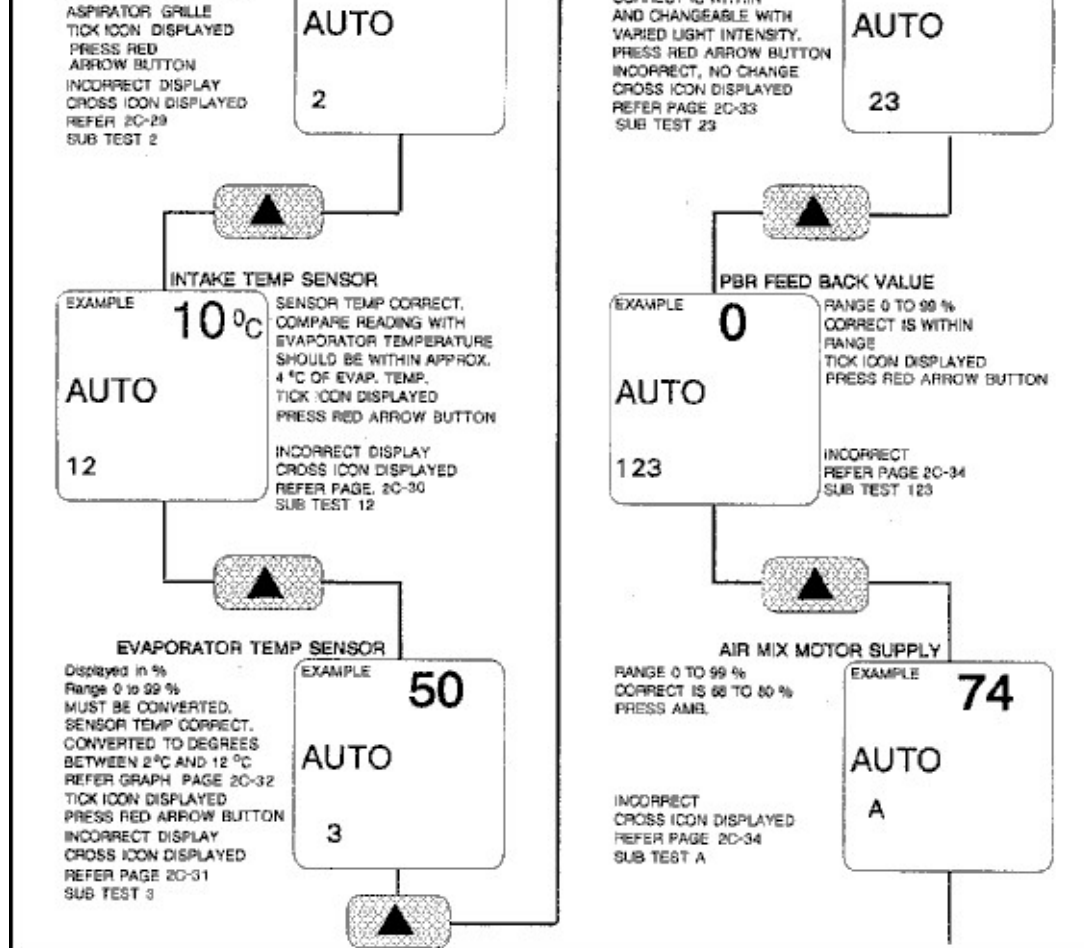 ASPIRATOR GRILLE
TICK ICON DISPLAYED
PRESS RED
ARROW BUTTON
INCORRECT DISPLAY
CROSS ICON DISPLAYED
REFER 2C-29
SUB TEST 2
AUTO
2
INTAKE TEMP SENSOR
EXAMPLE
10 °C
AUTO
12
SENSOR TEMP CORRECT.
COMPARE READING WITH
EVAPORATOR TEMPERATURE
SHOULD BE WITHIN APPROX.
4 °C OF EVAP. TEMP.
TICK ICON DISPLAYED
PRESS RED ARROW BUTTON
INCORRECT DISPLAY
CROSS ICON DISPLAYED
REFER PAGE. 2C-30
SUB TEST 12
EVAPORATOR TEMP SENSOR
Displayed in %
Range 0 to 99 %
MUST BE CONVERTED.
SENSOR TEMP CORRECT.
CONVERTED TO DEGREES
BETWEEN 2°C AND 12 °C
REFER GRAPH PAGE 2C-32
TICK ICON DISPLAYED
PRESS RED ARROW BUTTON
INCORRECT DISPLAY
CROSS ICON DISPLAYED
REFER PAGE 2C-31
SUB TEST 3
EXAMPLE
50
AUTO
3
CORRECT IS WITHIN
AND CHANGEABLE WITH
VARIED LIGHT INTENSITY.
PRESS RED ARROW BUTTON
INCORRECT, NO CHANGE
CROSS ICON DISPLAYED
REFER PAGE 2C-33
SUB TEST 23
AUTO
23
PBR FEED BACK VALUE
EXAMPLE
0
AUTO
123
RANGE 0 TO 99 %
CORRECT IS WITHIN
RANGE
TICK ICON DISPLAYED
PRESS RED ARROW BUTTON
INCORRECT
REFER PAGE 2C-34
SUB TEST 123
AIR MIX MOTOR SUPPLY
RANGE 0 TO 99 %
CORRECT IS 68 TO 80 %
PRESS AMB.
INCORRECT
CROSS ICON DISPLAYED
REFER PAGE 2C-34
SUB TEST A
EXAMPLE
74
AUTO
A